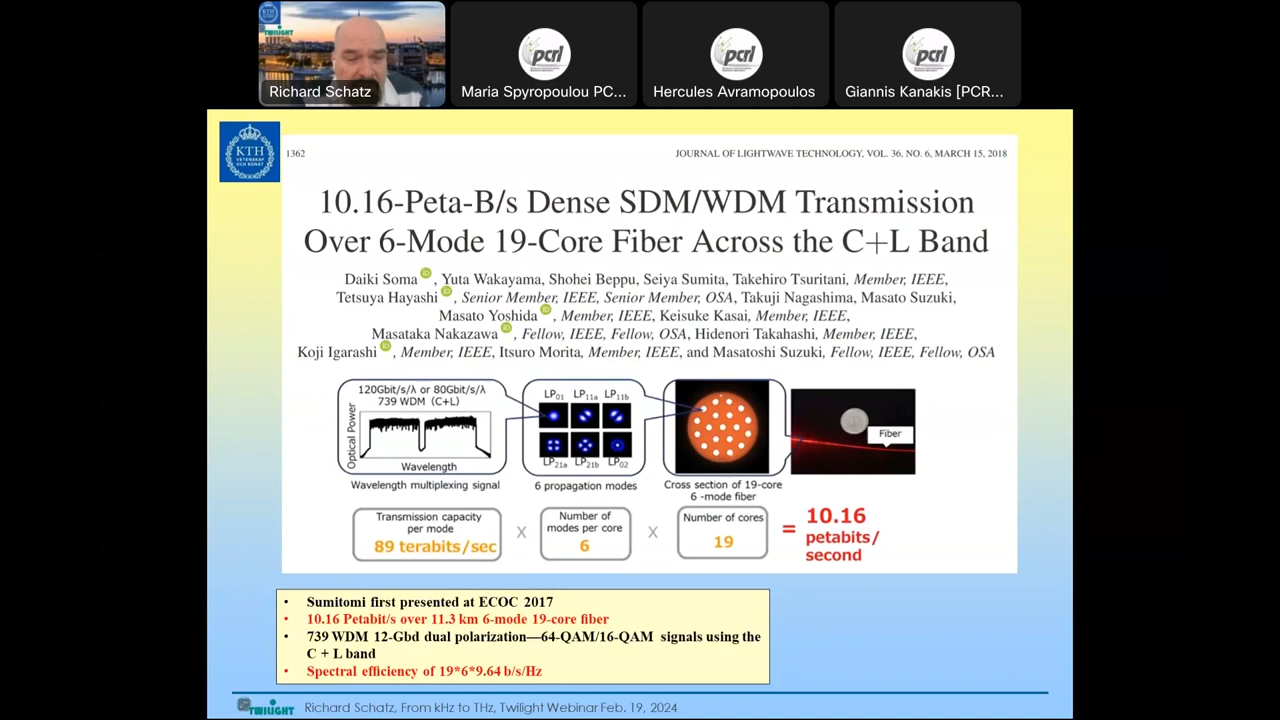 TWILIGHT
Richard Schatz
pcrl
Maria Spyropoulou PC...
pcrl
Hercules Avramopoulos
pcrl
Giannis Kanakis [PCR...
KTH
VETENSKAP
OCH KONST
1362
JOURNAL OF LIGHTWAVE TECHNOLOGY, VOL. 36, NO. 6, MARCH 15, 2018
10.16-Peta-B/s Dense SDM/WDM Transmission
Over 6-Mode 19-Core Fiber Across the C+L Band
Daiki Soma, Yuta Wakayama, Shohei Beppu, Seiya Sumita, Takehiro Tsuritani, Member, IEEE,
Tetsuya Hayashi, Senior Member, IEEE, Senior Member, OSA, Takuji Nagashima, Masato Suzuki,
Masato Yoshida, Member, IEEE, Keisuke Kasai, Member, IEEE,
Masataka Nakazawa, Fellow, IEEE, Fellow, OSA, Hidenori Takahashi, Member, IEEE,
Koji Igarashi, Member, IEEE, Itsuro Morita, Member, IEEE, and Masatoshi Suzuki, Fellow, IEEE, Fellow, OSA
120Gbit/s/λ or 80Gbit/s/λ
739 WDM (C+L)
Optical Power
Wavelength
Wavelength multiplexing signal
LP01 LP11a LP11b
LP21a LP21b LP02
6 propagation modes
Cross section of 19-core
6 -mode fiber
Fiber
Transmission capacity
per mode
89 terabits/sec
X
Number of
modes per core
6
X
Number of cores
19
=
10.16
petabits/
second
• Sumitomi first presented at ECOC 2017
• 10.16 Petabit/s over 11.3 km 6-mode 19-core fiber
• 739 WDM 12-Gbd dual polarization—64-QAM/16-QAM signals using the
C + L band
• Spectral efficiency of 19*6*9.64 b/s/Hz
TWILIGHT
Richard Schatz, From kHz to THz, Twilight Webinar Feb. 19, 2024